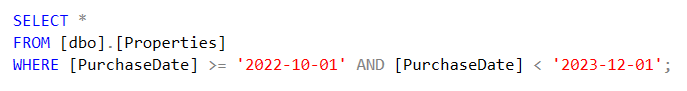 SELECT *
FROM [dbo].[Properties]
WHERE [PurchaseDate] >= '2022-10-01' AND [PurchaseDate] < '2023-12-01';